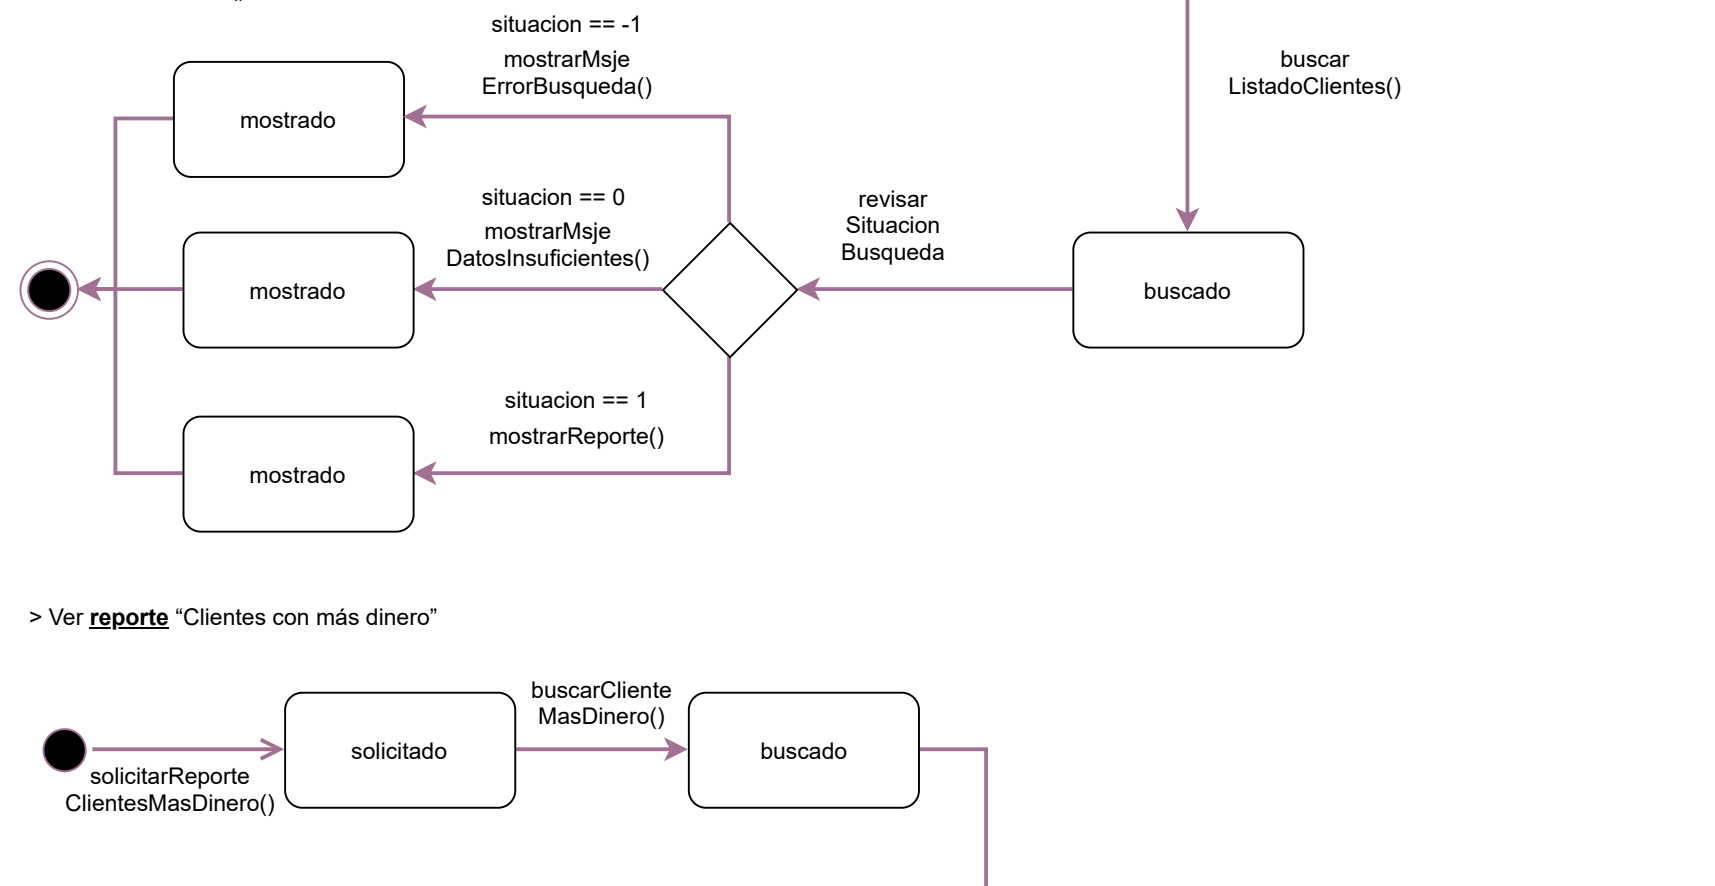 situacion == -1
mostrarMsje
ErrorBusqueda()
buscar
ListadoClientes()
mostrado
situacion == 0
mostrarMsje
DatosInsuficientes()
revisar
Situacion
Busqueda
mostrado
buscado
situacion == 1
mostrarReporte()
mostrado
> Ver reporte “Clientes con más dinero”
buscarCliente
MasDinero()
solicitado
buscado
solicitarReporte
ClientesMasDinero()